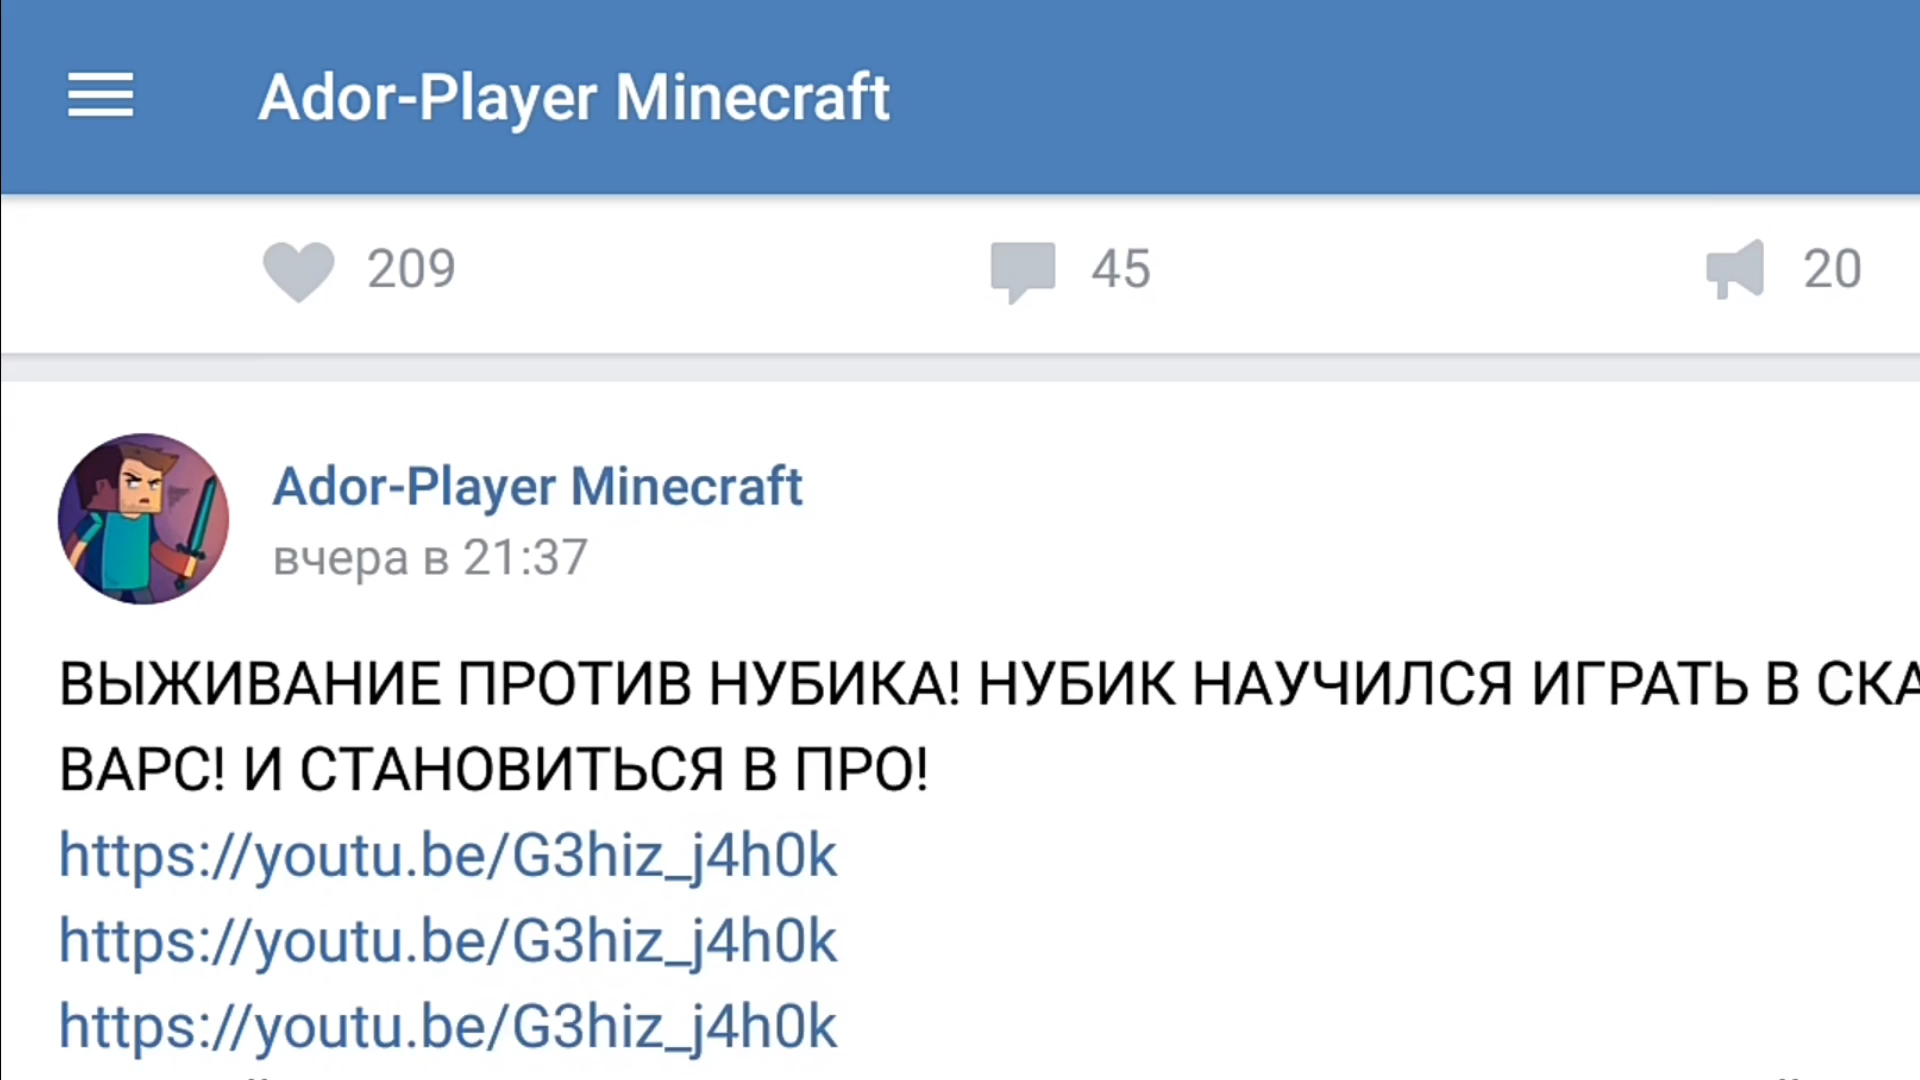 Ador-Player Minecraft
209 45 20
Ador-Player Minecraft
вчера в 21:37
ВЫЖИВАНИЕ ПРОТИВ НУБИКА! НУБИК НАУЧИЛСЯ ИГРАТЬ В СКА
ВАРС! И СТАНОВИТЬСЯ В ПРО!
https://youtu.be/G3hiz_j4h0k
https://youtu.be/G3hiz_j4h0k
https://youtu.be/G3hiz_j4h0k